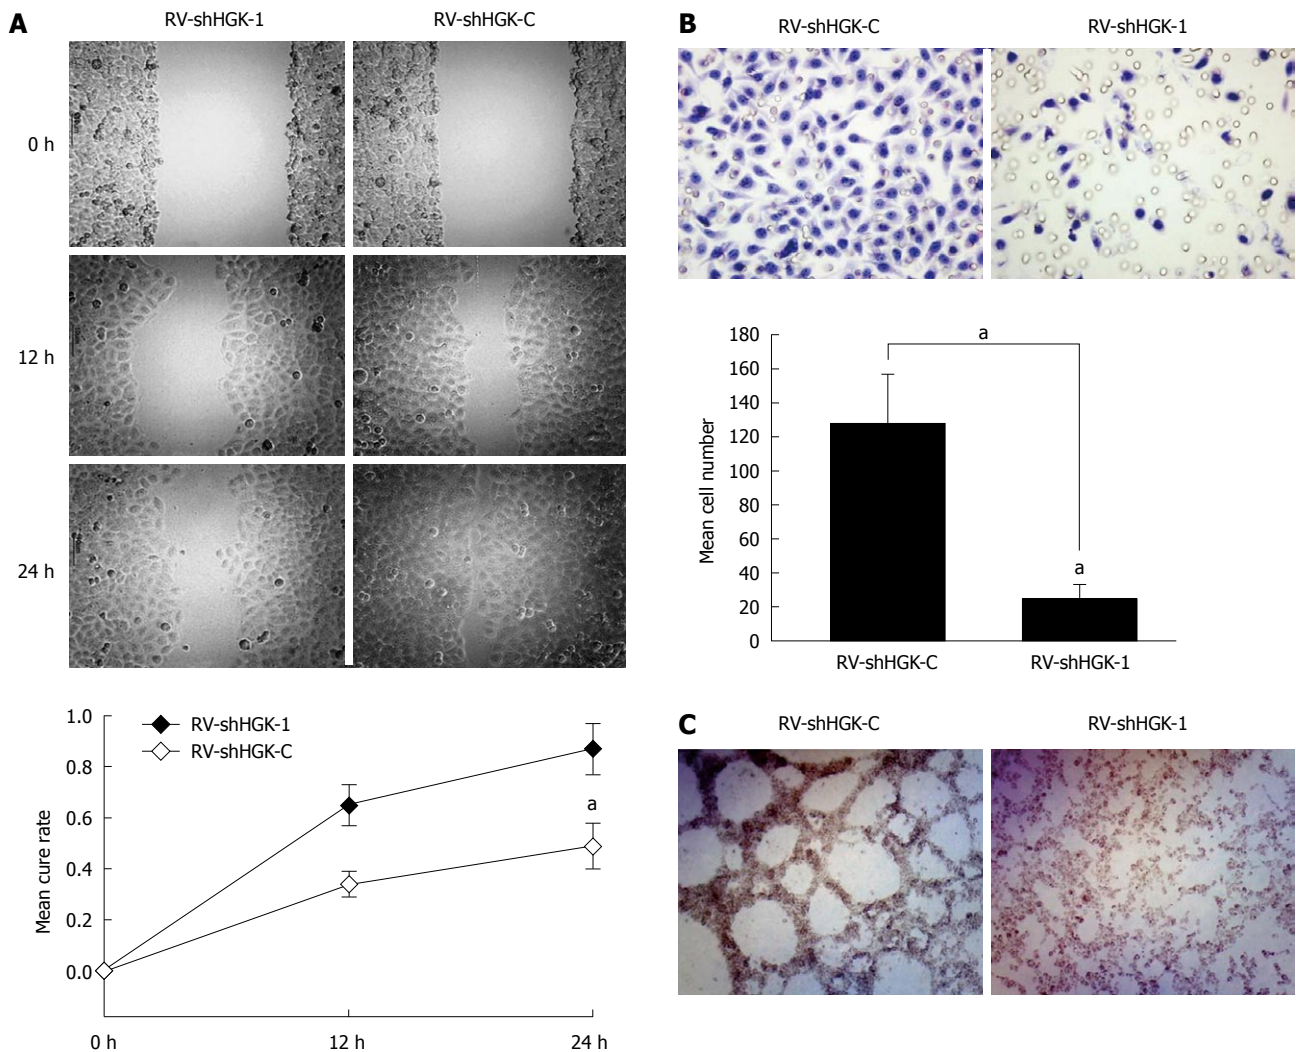 A
RV-shHGK-1
RV-shHGK-C
0 h
12 h
24 h
1.0
0.8
0.6
0.4
0.2
0.0
Mean cure rate
RV-shHGK-1
RV-shHGK-C
a
0 h
12 h
24 h
B
RV-shHGK-C
RV-shHGK-1
180
160
140
120
100
80
60
40
20
0
Mean cell number
a
a
RV-shHGK-C
RV-shHGK-1
C
RV-shHGK-C
RV-shHGK-1